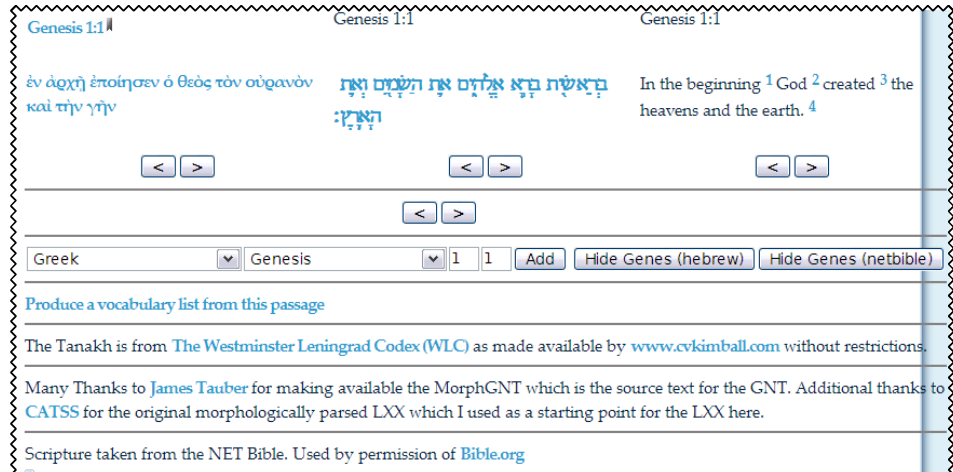 Genesis 1:1
Genesis 1:1
Genesis 1:1
ἐν ἀρχῇ ἐποίησεν ὁ θεὸς τὸν οὐρανὸν
καὶ τὴν γῆν
בְּרֵאשִׁ֖ית בָּרָ֣א אֱלֹהִ֑ים אֵ֥ת הַשָּׁמַ֖יִם וְאֵ֥ת
הָאָֽרֶץ׃
In the beginning 1 God 2 created 3 the
heavens and the earth. 4
< >
< >
< >
< >
Greek Genesis 1 1 Add Hide Genes (hebrew) Hide Genes (netbible)
Produce a vocabulary list from this passage
The Tanakh is from The Westminster Leningrad Codex (WLC) as made available by www.cvkimball.com without restrictions.
Many Thanks to James Tauber for making available the MorphGNT which is the source text for the GNT. Additional thanks to
CATSS for the original morphologically parsed LXX which I used as a starting point for the LXX here.
Scripture taken from the NET Bible. Used by permission of Bible.org